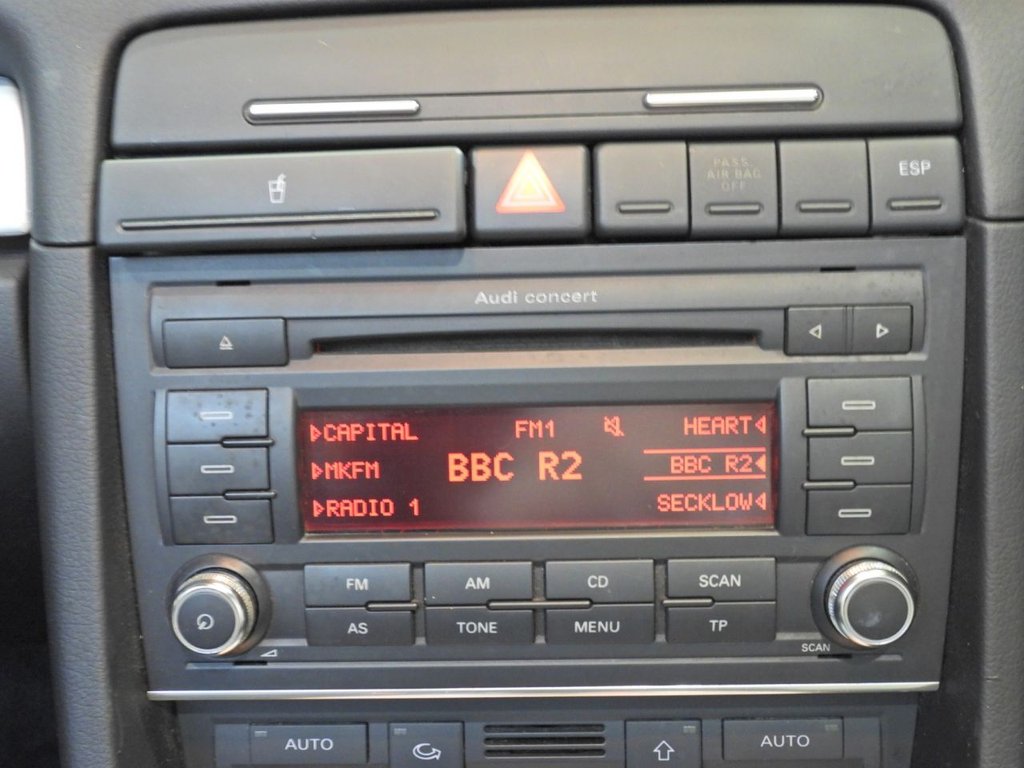 PASS.
AIR BAG
OFF
ESP
Audi concert
CAPITAL FM1 HEART
MKFM BBC R2 BBC R2
RADIO 1 SECKLOW
FM AM CD SCAN
AS TONE MENU TP
SCAN
AUTO AUTO